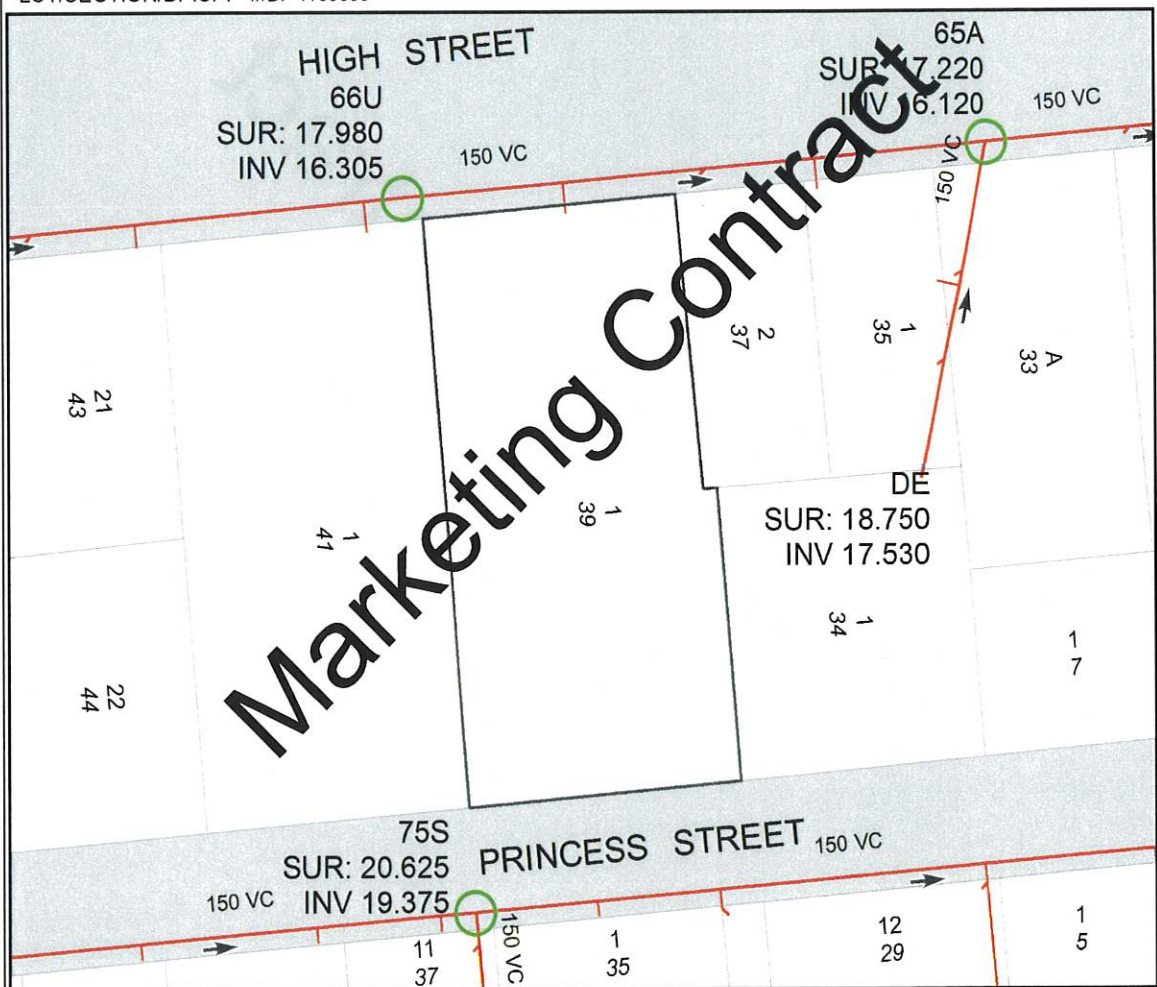 HIGH STREET
66U
SUR: 17.980
INV 16.305
150 VC
65A
SUR 17.220
INV 16.120
150 VC
150 VC
Marketing Contract
21
43
1
41
1
39
2
37
1
35
A
33
DE
SUR: 18.750
INV 17.530
22
44
1
34
1
7
75S
SUR: 20.625
INV 19.375
PRINCESS STREET
150 VC
150 VC
150 VC
11
37
1
35
12
29
1
5